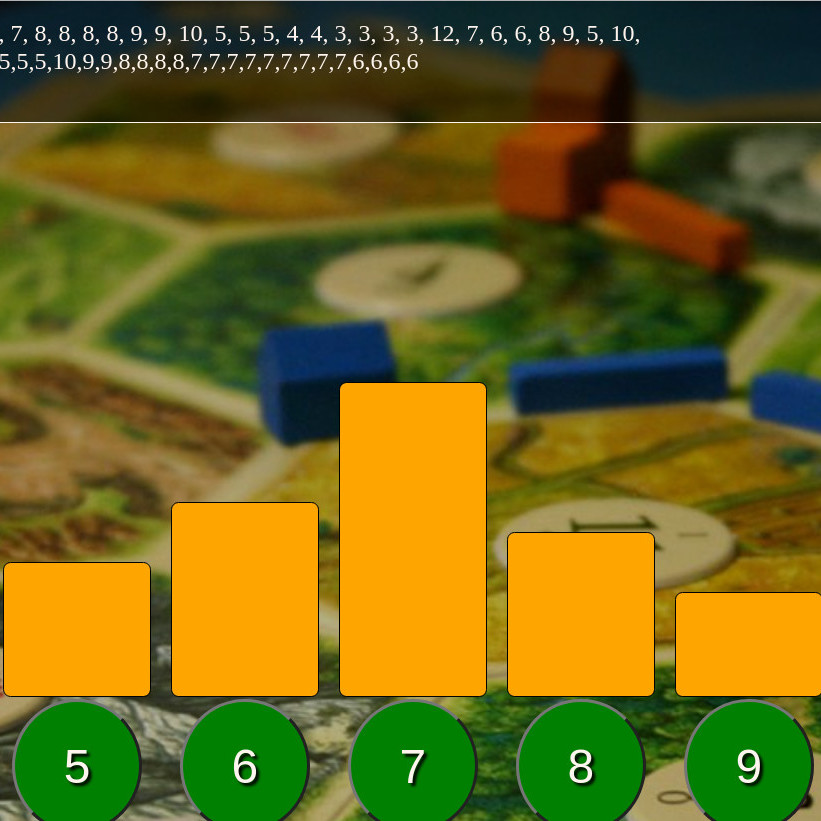 , 7, 8, 8, 8, 8, 9, 9, 10, 5, 5, 5, 4, 4, 3, 3, 3, 3, 12, 7, 6, 6, 8, 9, 5, 10,
5,5,5,10,9,9,8,8,8,8,7,7,7,7,7,7,7,7,7,6,6,6,6
11
5 6 7 8 9